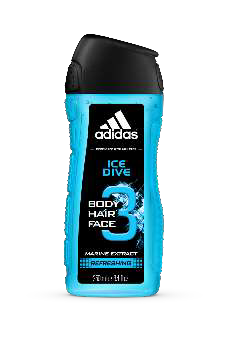 adidas
ICE
DIVE
BODY
HAIR
FACE
3
MARINE EXTRACT
REFRESHING